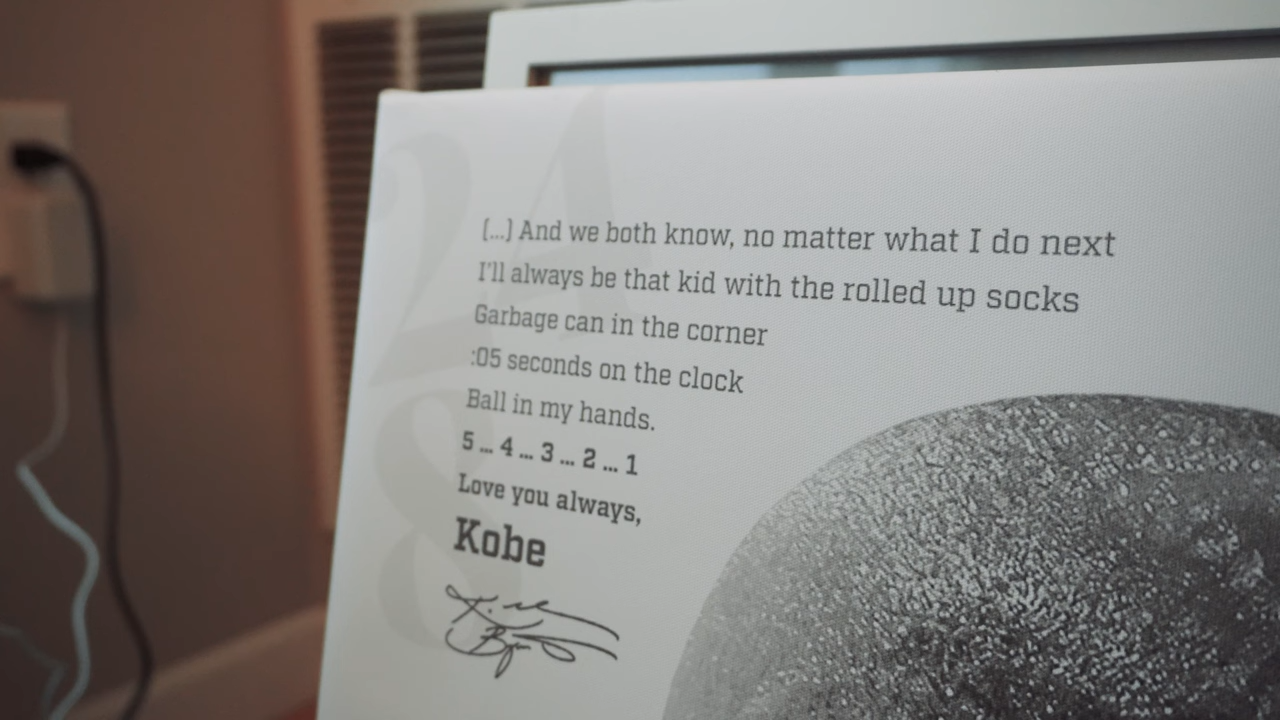 24
8
(...) And we both know, no matter what I do next
I'll always be that kid with the rolled up socks
Garbage can in the corner
:05 seconds on the clock
Ball in my hands.
5 ... 4 ... 3 ... 2 ... 1
Love you always,
Kobe